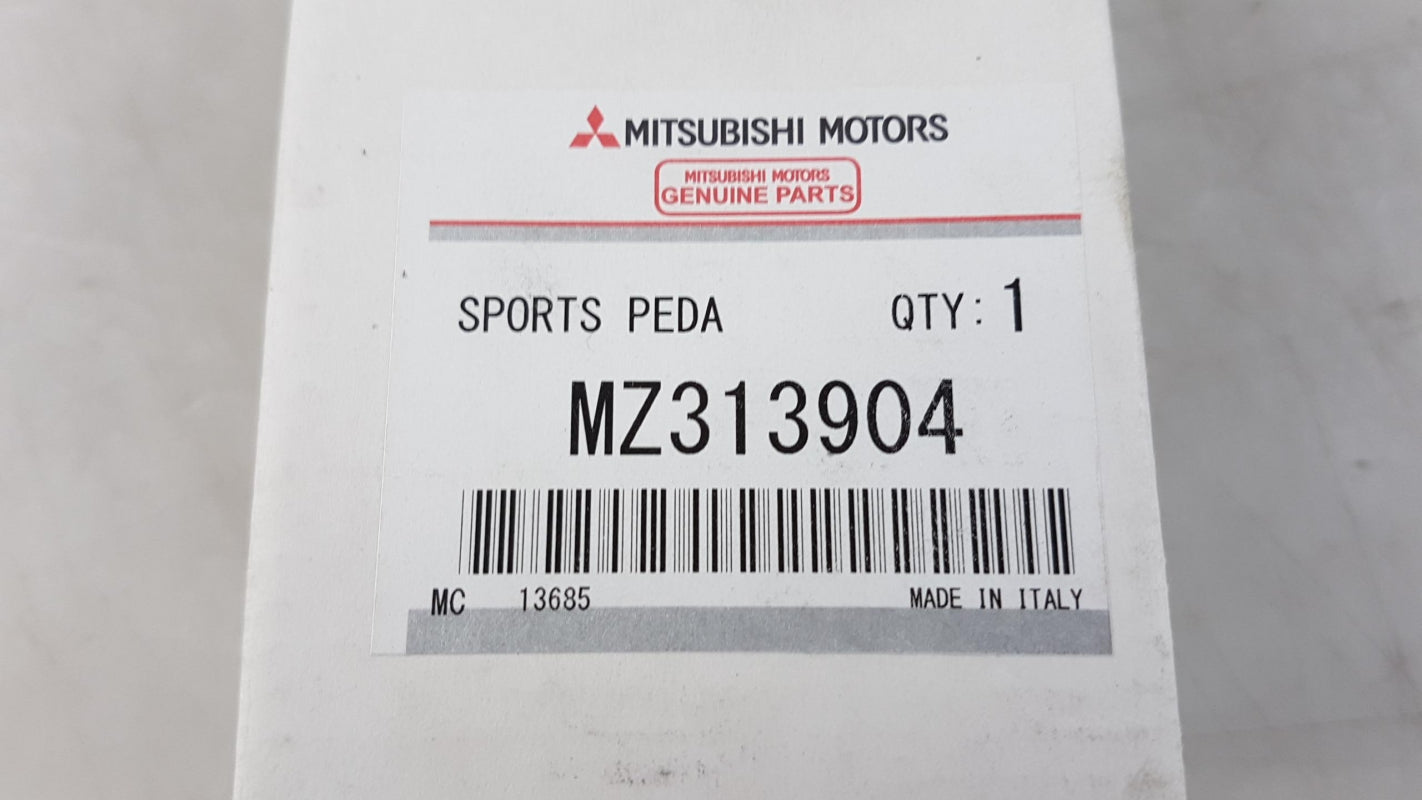 MITSUBISHI MOTORS
MITSUBISHI MOTORS
GENUINE PARTS
SPORTS PEDA QTY: 1
MZ313904
MC 13685 MADE IN ITALY